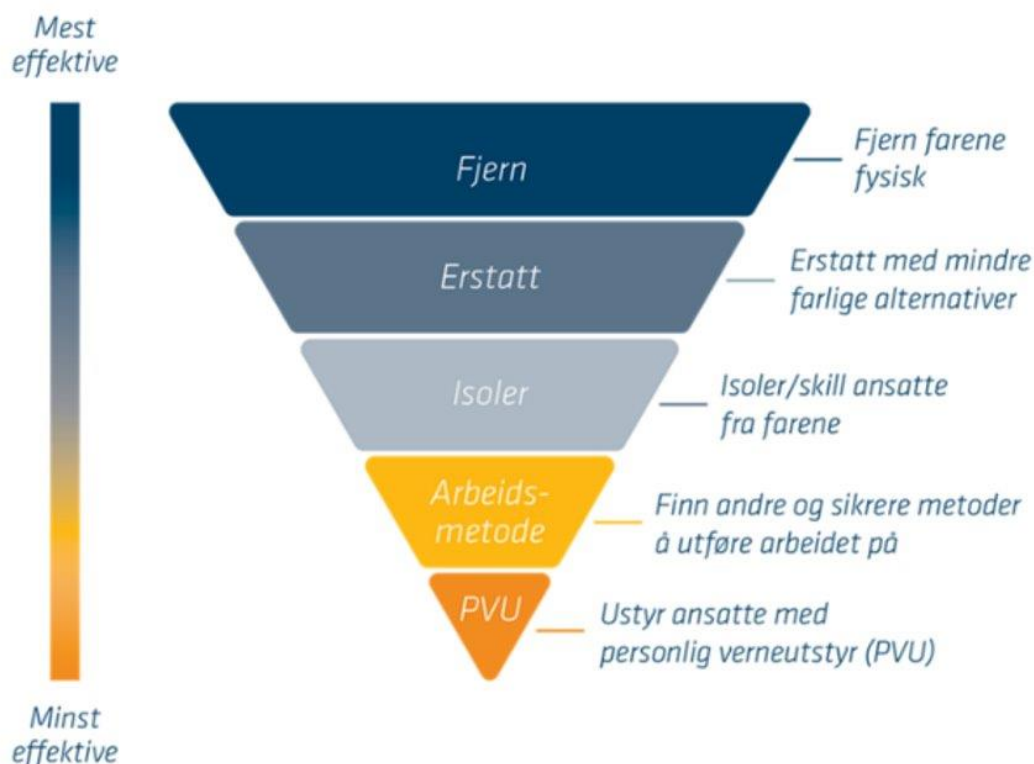 Mest
effektive
Fjern
Fjern farene
fysisk
Erstatt
Erstatt med mindre
farlige alternativer
Isoler
Isoler/skill ansatte
fra farene
Arbeids-
metode
Finn andre og sikrere metoder
å utføre arbeidet på
PVU
Ustyr ansatte med
personlig verneutstyr (PVU)
Minst
effektive